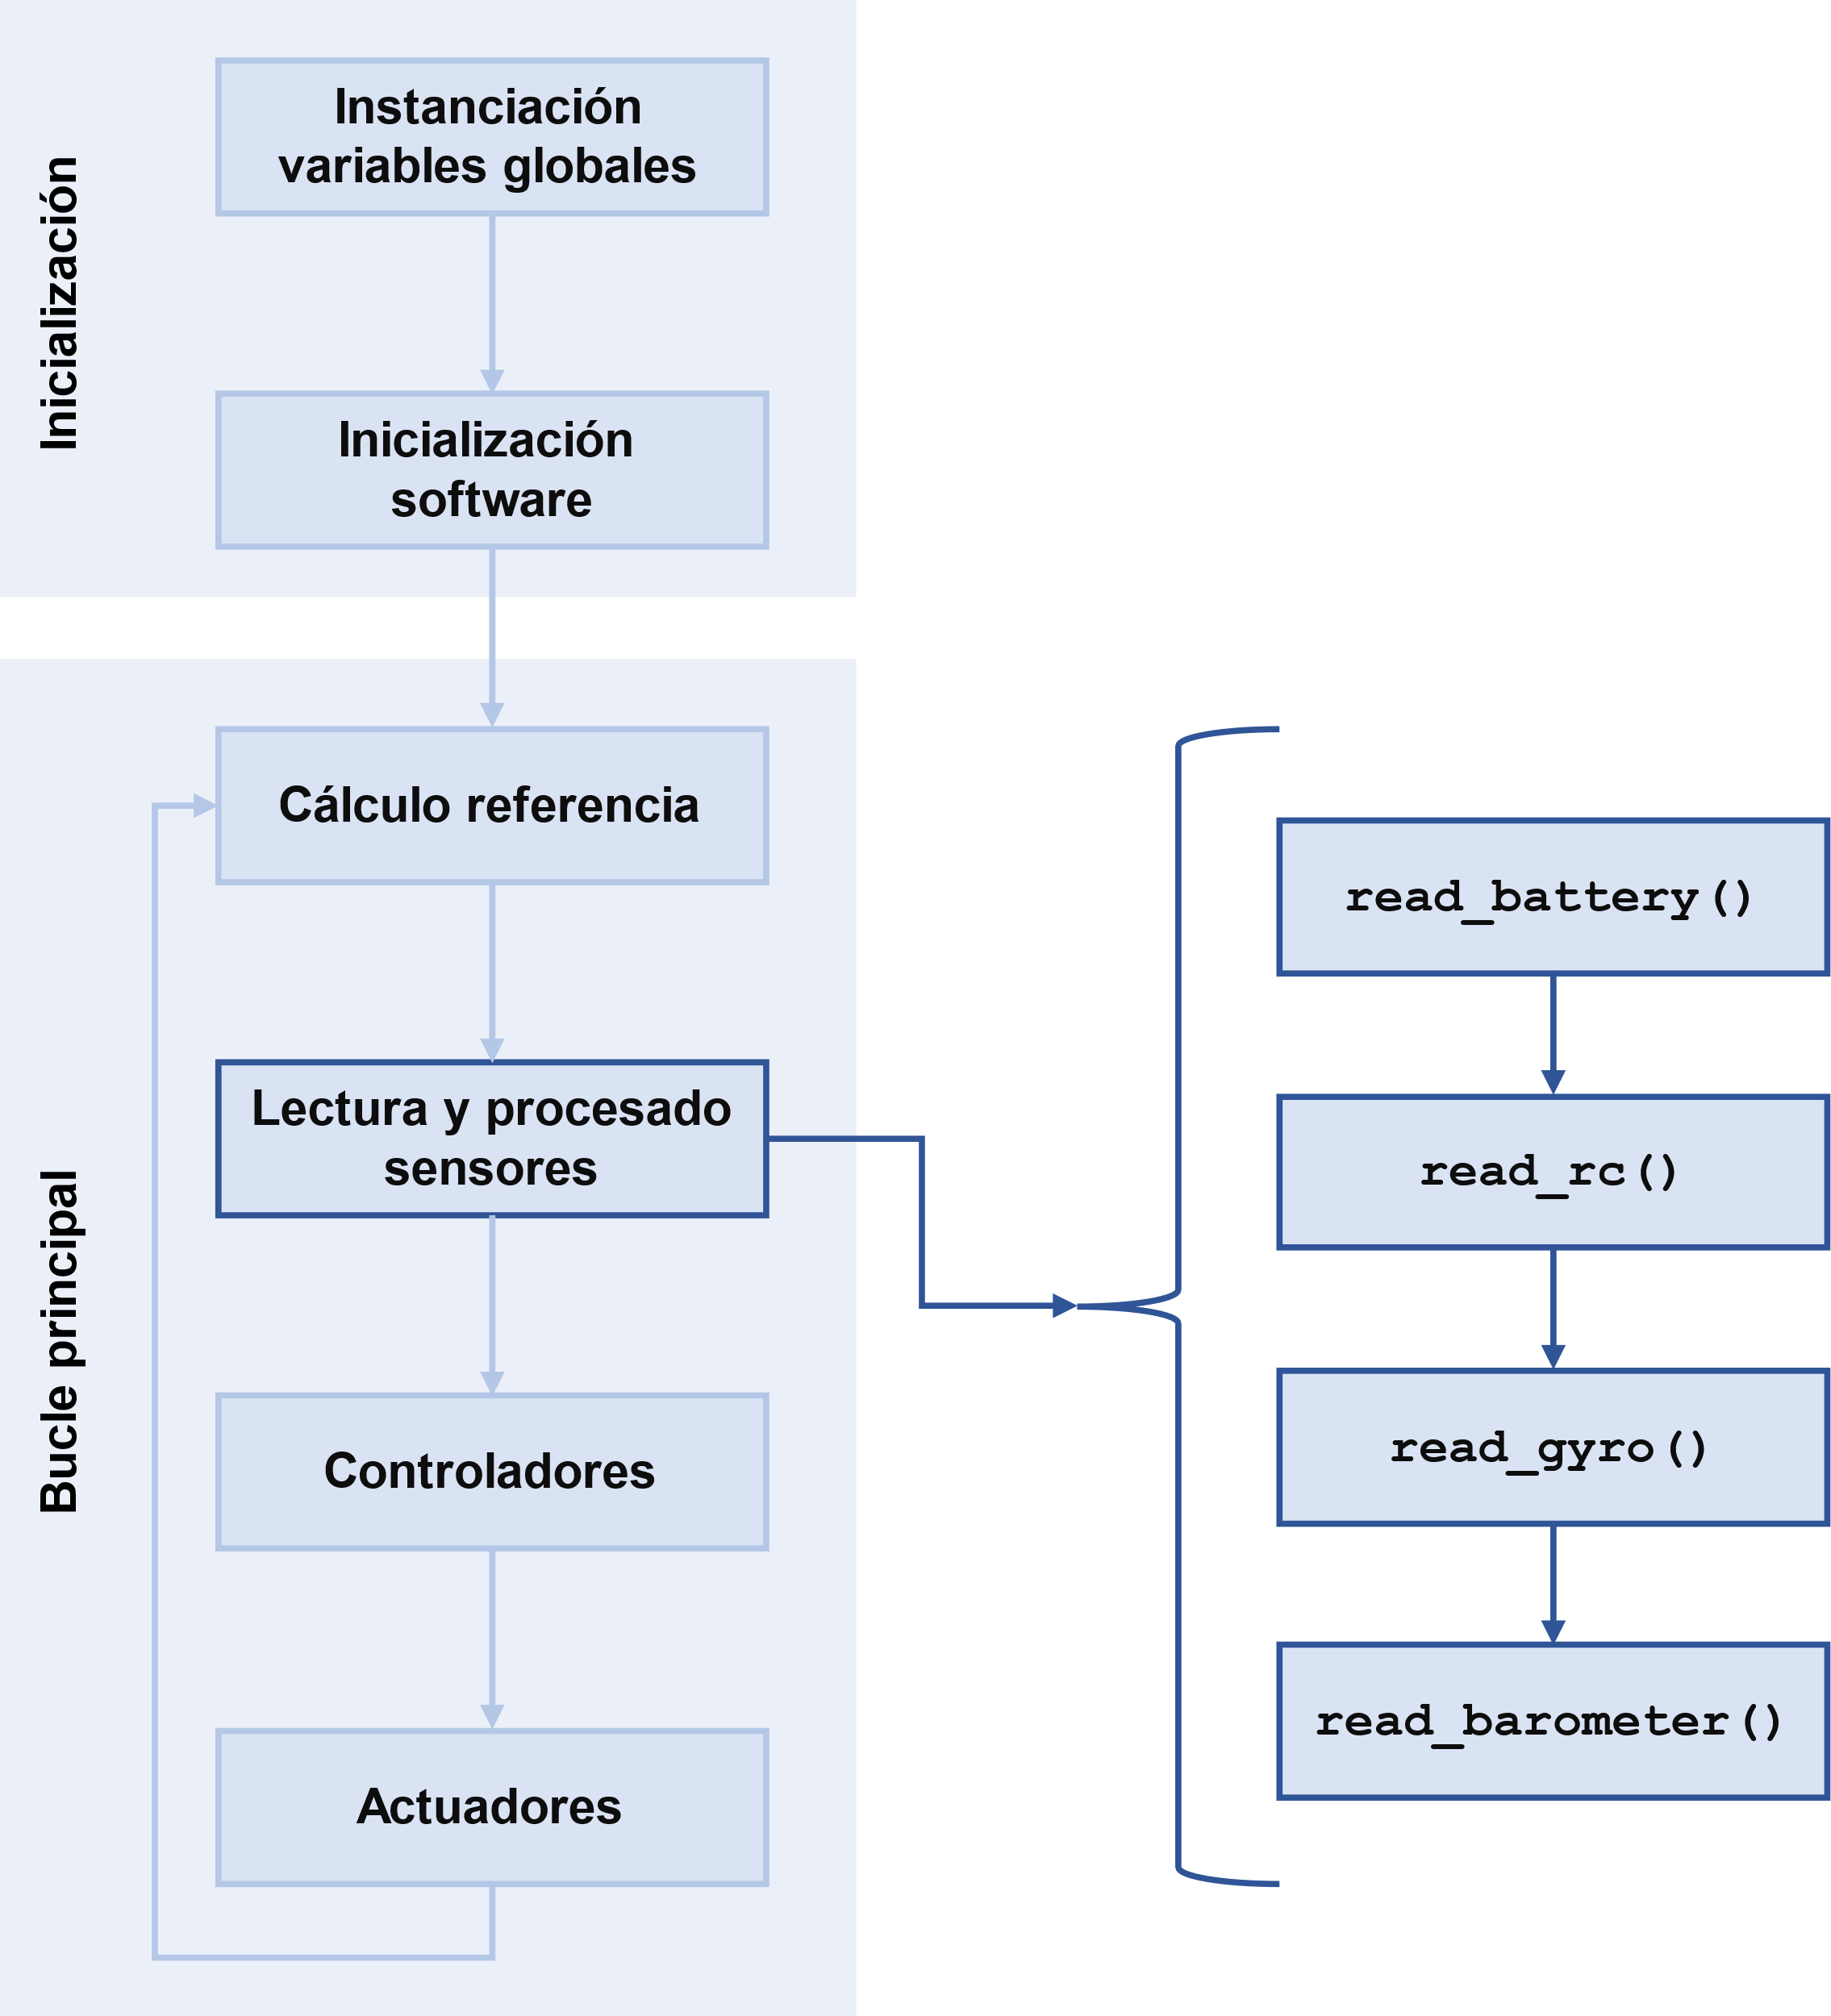 Inicialización
Instanciación
variables globales
Inicialización
software
Bucle principal
Cálculo referencia
Lectura y procesado
sensores
Controladores
Actuadores
read_battery()
read_rc()
read_gyro()
read_barometer()